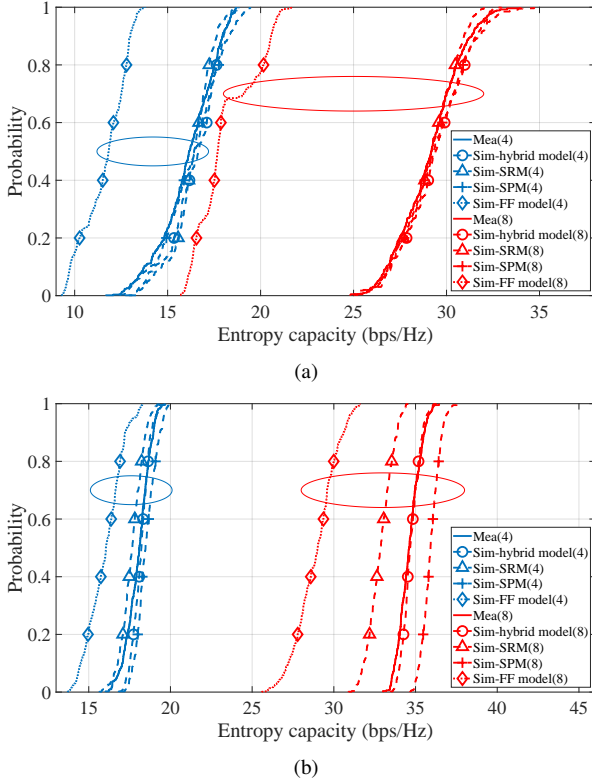 1
0.8
0.6
0.4
0.2
0
Probability
10 15 20 25 30 35
Entropy capacity (bps/Hz)
Mea(4)
Sim-hybrid model(4)
Sim-SRM(4)
Sim-SPM(4)
Sim-FF model(4)
Mea(8)
Sim-hybrid model(8)
Sim-SRM(8)
Sim-SPM(8)
Sim-FF model(8)
(a)
1
0.8
0.6
0.4
0.2
0
Probability
15 20 25 30 35 40 45
Entropy capacity (bps/Hz)
Mea(4)
Sim-hybrid model(4)
Sim-SRM(4)
Sim-SPM(4)
Sim-FF model(4)
Mea(8)
Sim-hybrid model(8)
Sim-SRM(8)
Sim-SPM(8)
Sim-FF model(8)
(b)